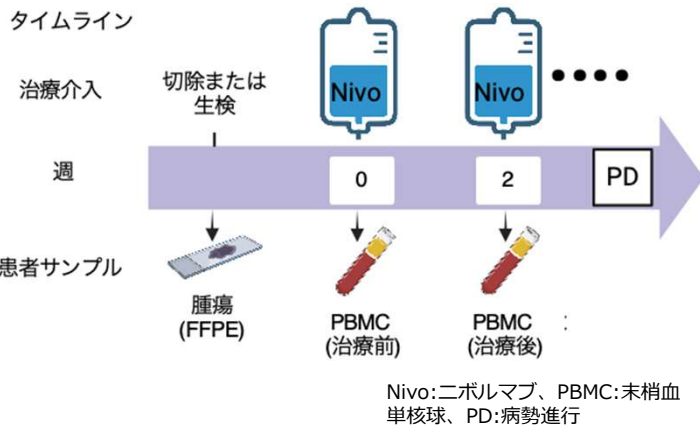 タイムライン
治療介入
切除または
生検
Nivo
Nivo
週
0
2
PD
患者サンプル
腫瘍
(FFPE)
PBMC
(治療前)
PBMC
(治療後)
:
Nivo:ニボルマブ、PBMC:末梢血
単核球、PD:病勢進行